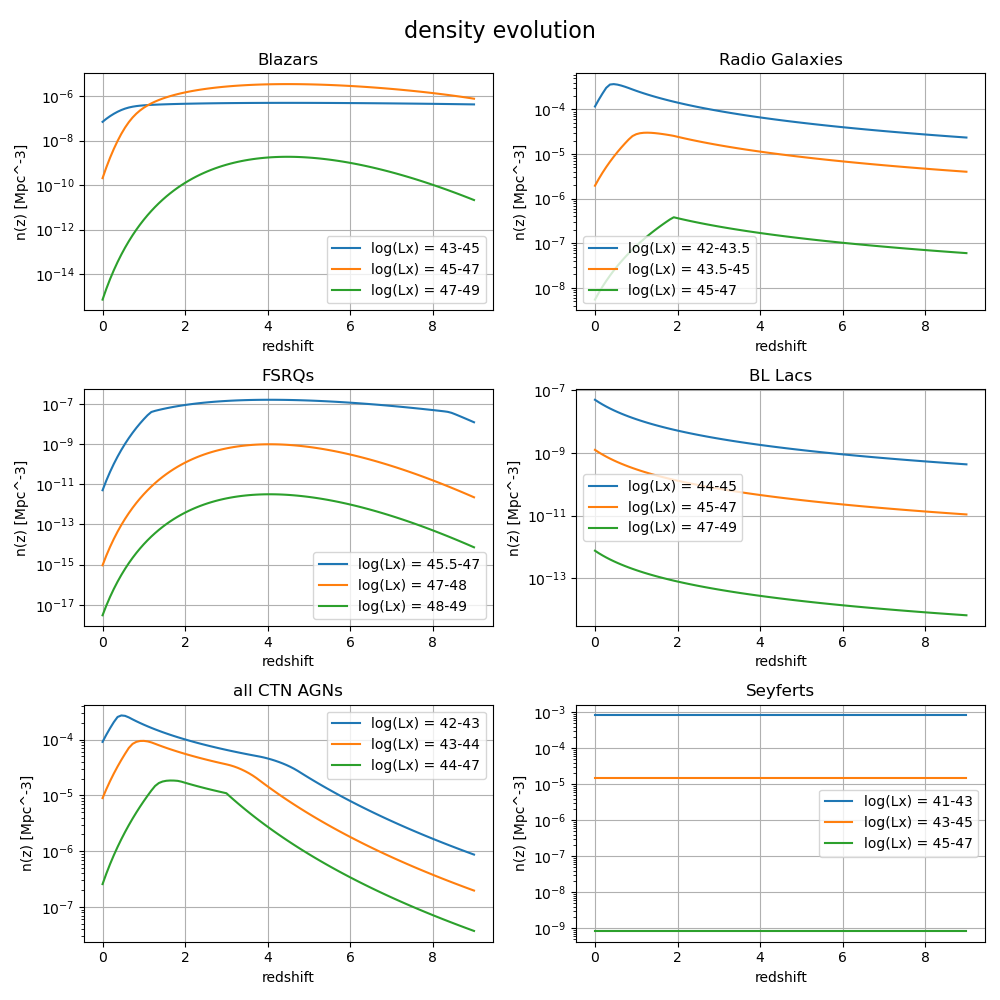 density evolution
Blazars
n(z) [Mpc^-3]
10^-6
10^-8
10^-10
10^-12
10^-14
log(Lx) = 43-45
log(Lx) = 45-47
log(Lx) = 47-49
0 2 4 6 8
redshift
Radio Galaxies
n(z) [Mpc^-3]
10^-4
10^-5
10^-6
10^-7
10^-8
log(Lx) = 42-43.5
log(Lx) = 43.5-45
log(Lx) = 45-47
0 2 4 6 8
redshift
FSRQs
n(z) [Mpc^-3]
10^-7
10^-9
10^-11
10^-13
10^-15
10^-17
log(Lx) = 45.5-47
log(Lx) = 47-48
log(Lx) = 48-49
0 2 4 6 8
redshift
BL Lacs
n(z) [Mpc^-3]
10^-7
10^-9
10^-11
10^-13
log(Lx) = 44-45
log(Lx) = 45-47
log(Lx) = 47-49
0 2 4 6 8
redshift
all CTN AGNs
n(z) [Mpc^-3]
10^-4
10^-5
10^-6
10^-7
log(Lx) = 42-43
log(Lx) = 43-44
log(Lx) = 44-47
0 2 4 6 8
redshift
Seyferts
n(z) [Mpc^-3]
10^-3
10^-4
10^-5
10^-6
10^-7
10^-8
10^-9
log(Lx) = 41-43
log(Lx) = 43-45
log(Lx) = 45-47
0 2 4 6 8
redshift